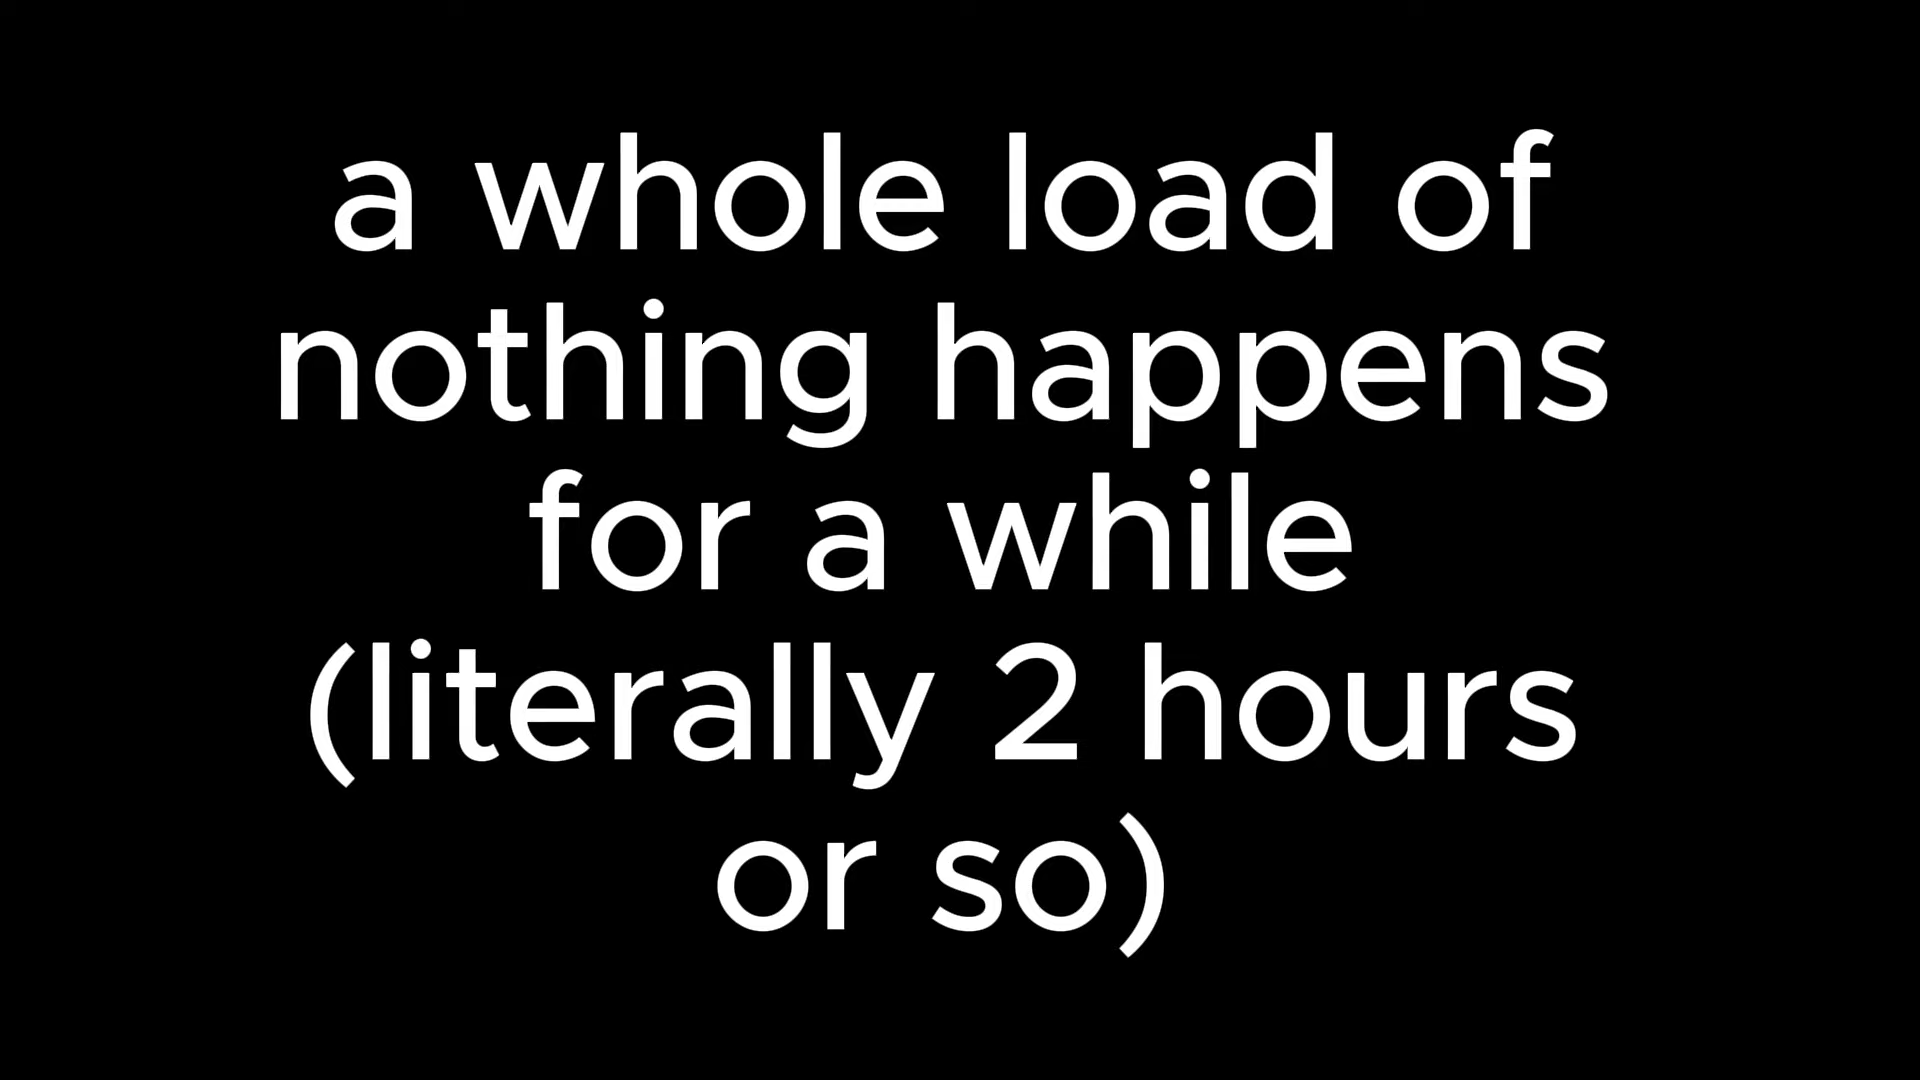 a whole load of
nothing happens
for a while
(literally 2 hours
or so)